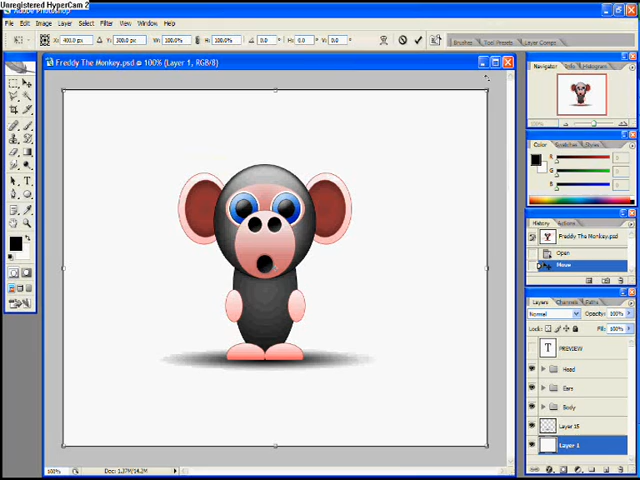 Unregistered HyperCam 2
File Edit Image Layer Select Filter View Window Help
X: 400.0 px Y: 300.0 px W: 100.0% H: 100.0% 0.0 H: 0.0 V: 0.0
Brushes Tool Presets Layer Comps
Freddy The Monkey.psd @ 100% (Layer 1, RGB/8)
Navigator Info Histogram
100%
Color Swatches Styles
R 0
G 0
B 0
History Actions
Freddy The Monkey.psd
Open
Move
Layers Channels Paths
Normal Opacity: 100%
Lock: Fill: 100%
T PREVIEW
Head
Ears
Body
Layer 15
Layer 1
100% Doc: 1.37M/14.2M